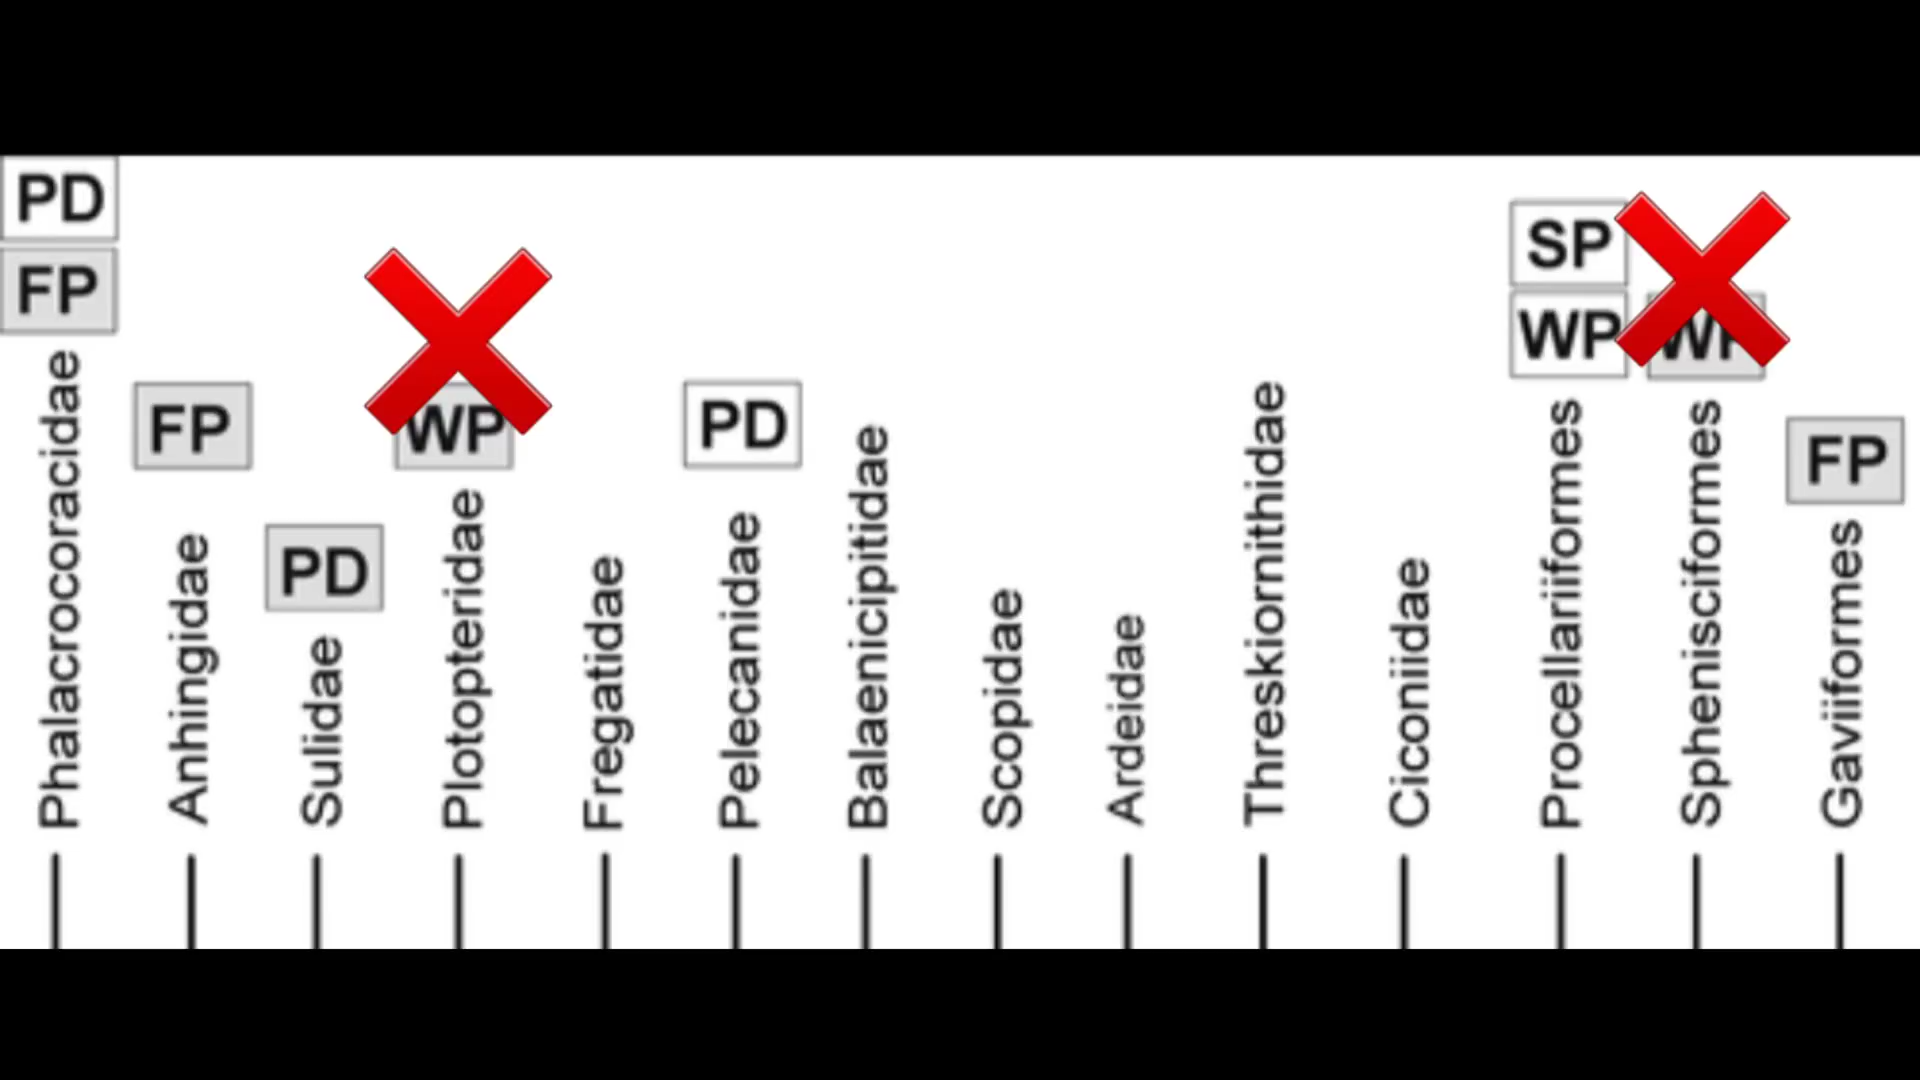 PD
FP
Phalacrocoracidae
FP
Anhingidae
PD
Sulidae
WP
Plotopteridae
Fregatidae
PD
Pelecanidae
Balaenicipitidae
Scopidae
Ardeidae
Threskiornithidae
Ciconiidae
SP
WP
Procellariiformes
WP
Sphenisciformes
FP
Gaviiformes